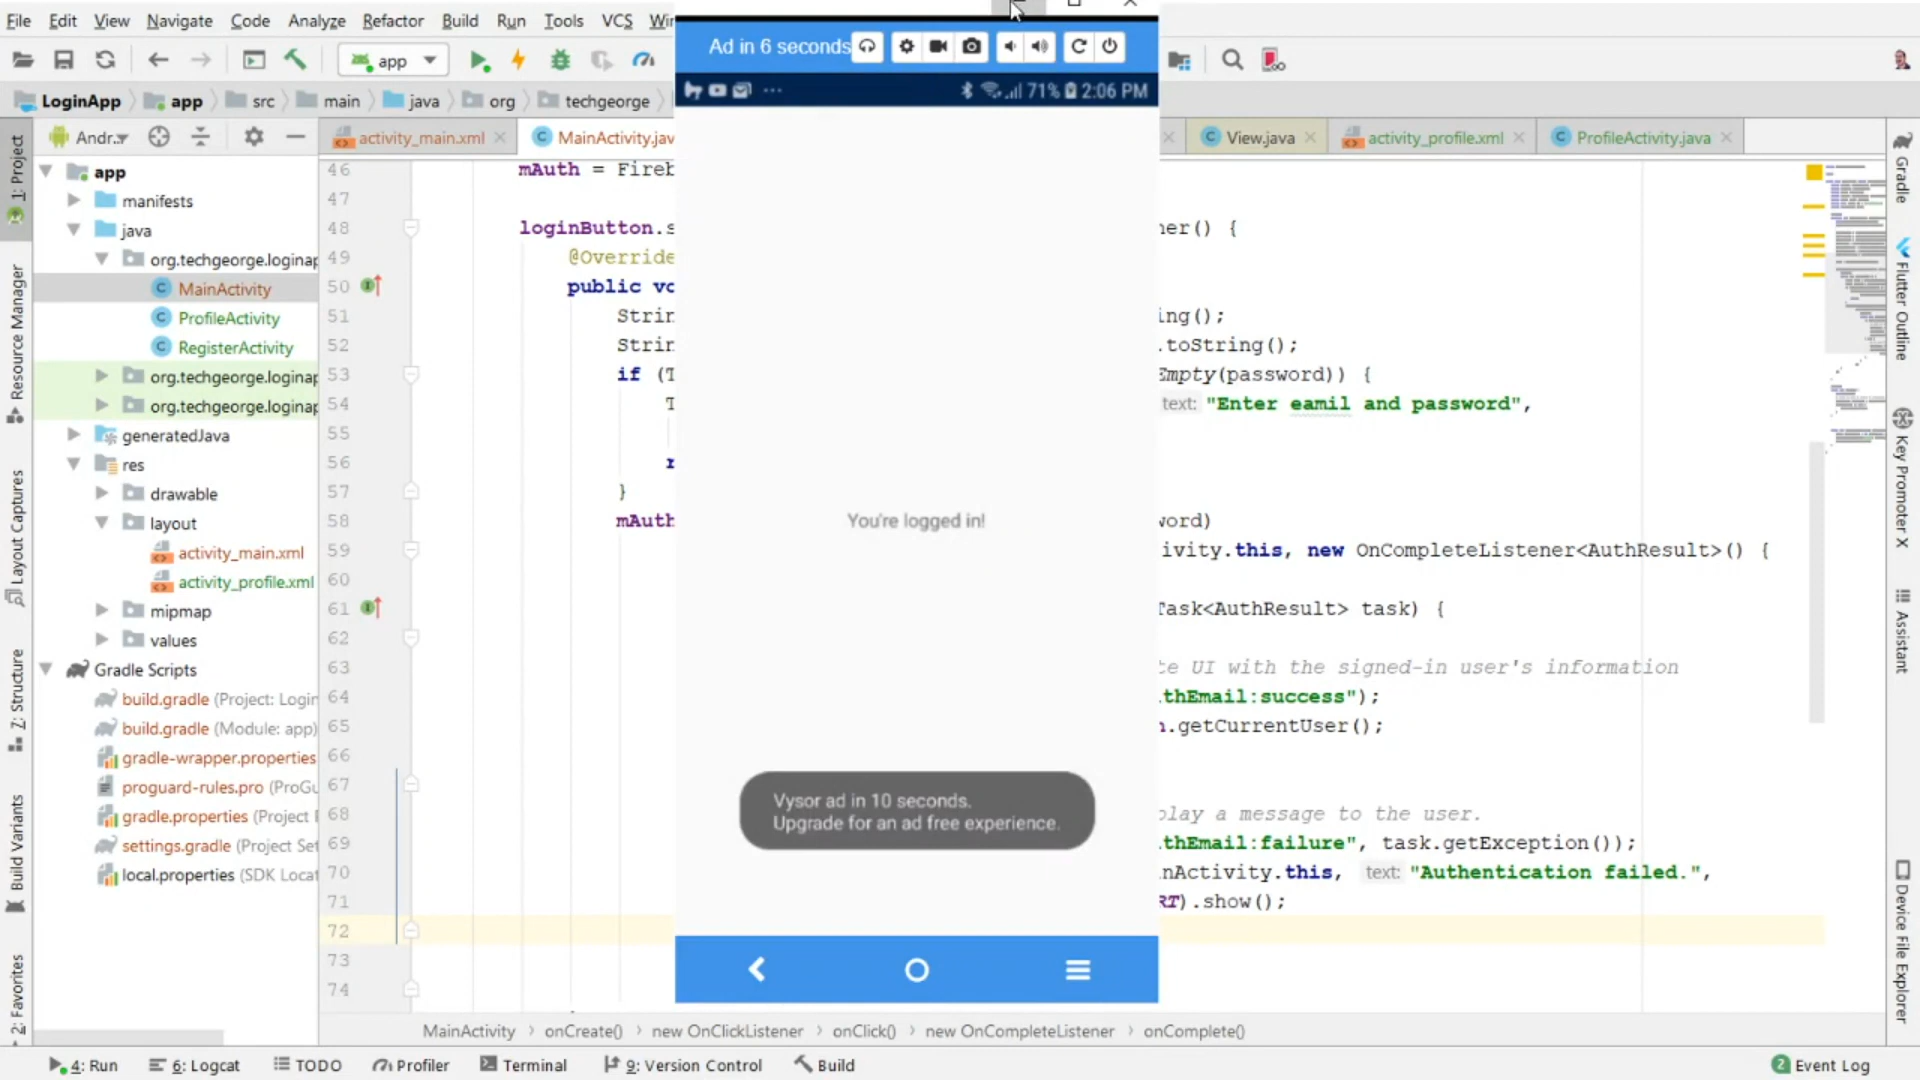 File Edit View Navigate Code Analyze Refactor Build Run Tools VCS Win
Ad in 6 seconds
app
71% 2:06 PM
LoginApp app src main java org techgeorge
Andr..
activity_main.xml MainActivity.jav View.java activity_profile.xml ProfileActivity.java
1: Project
Resource Manager
Layout Captures
Z: Structure
Build Variants
2: Favorites
app
manifests
java
org.techgeorge.loginap
MainActivity
ProfileActivity
RegisterActivity
org.techgeorge.loginap
org.techgeorge.loginap
generatedJava
res
drawable
layout
activity_main.xml
activity_profile.xml
mipmap
values
Gradle Scripts
build.gradle (Project: Login
build.gradle (Module: app)
gradle-wrapper.properties
proguard-rules.pro (ProGu
gradle.properties (Project
settings.gradle (Project Set
local.properties (SDK Locat
46 mAuth = Fireb
47
48 loginButton.s ner() {
49 @Override
50 public vo
51 Strin ing();
52 Strin .toString();
53 if (T Empty(password)) {
54 T text: "Enter eamil and password",
55
56 r
57 }
58 mAuth word)
59 ivity.this, new OnCompleteListener<AuthResult>() {
60
61 Task<AuthResult> task) {
62
63 te UI with the signed-in user's information
64 thEmail:success");
65 .getCurrentUser();
66
67
68 play a message to the user.
69 thEmail:failure", task.getException());
70 nActivity.this, text: "Authentication failed.",
71 RT).show();
72
73
74
You're logged in!
Vysor ad in 10 seconds.
Upgrade for an ad free experience.
Gradle
Flutter Outline
Key Promoter X
Assistant
Device File Explorer
MainActivity onCreate() new OnClickListener onClick() new OnCompleteListener onComplete()
4: Run 6: Logcat TODO Profiler Terminal 9: Version Control Build 2 Event Log